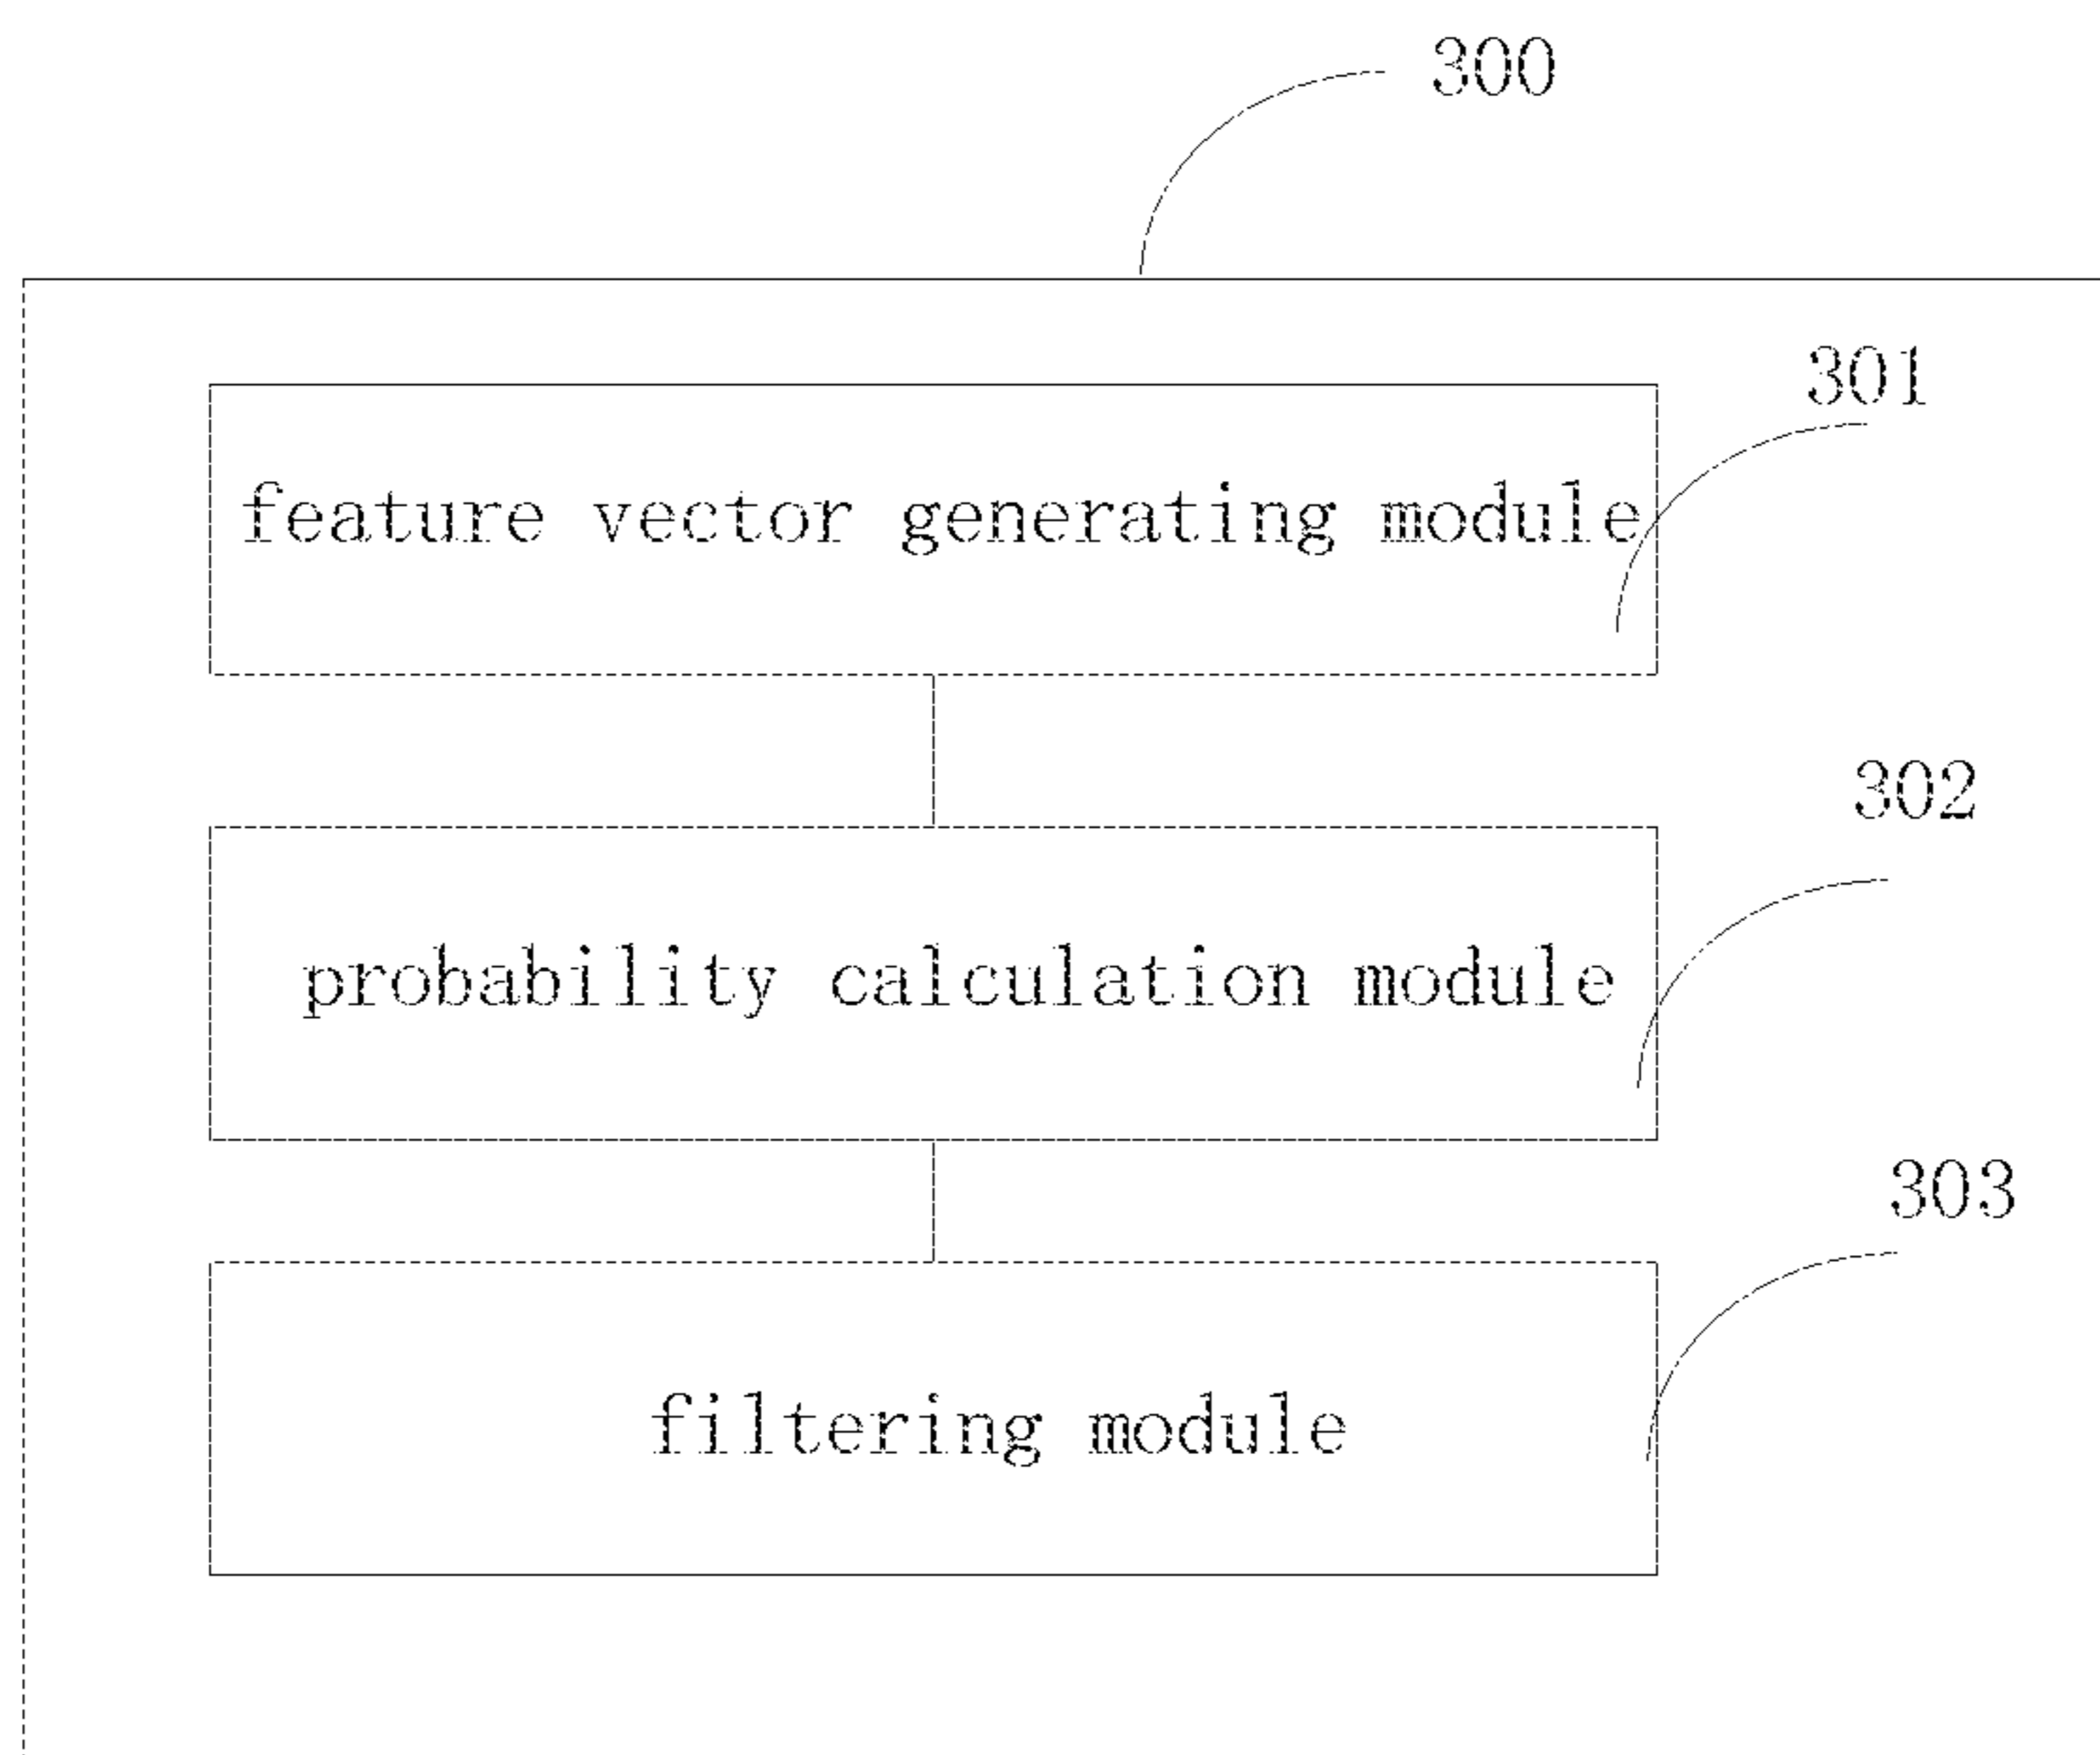 300
301
feature vector generating module
302
probability calculation module
303
filtering module